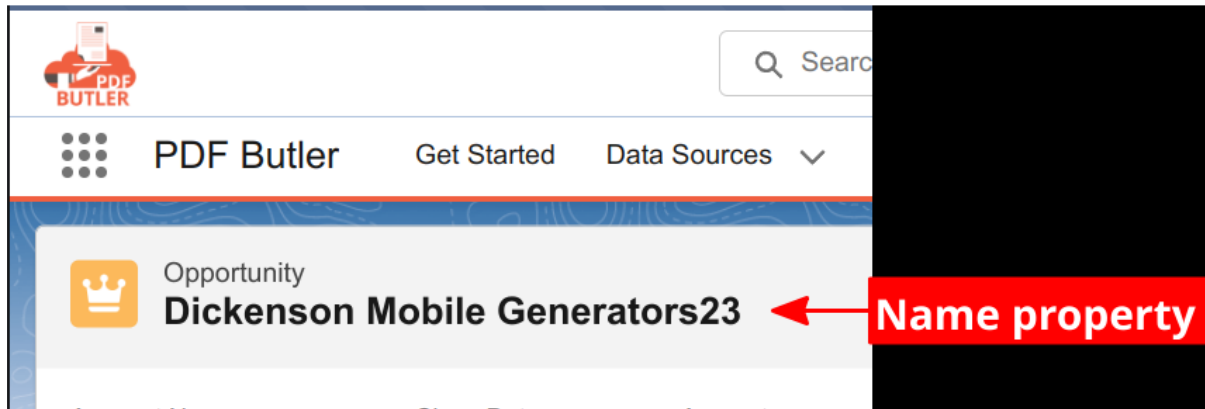 PDF
BUTLER
Searc
PDF Butler Get Started Data Sources
Opportunity
Dickenson Mobile Generators23
Name property